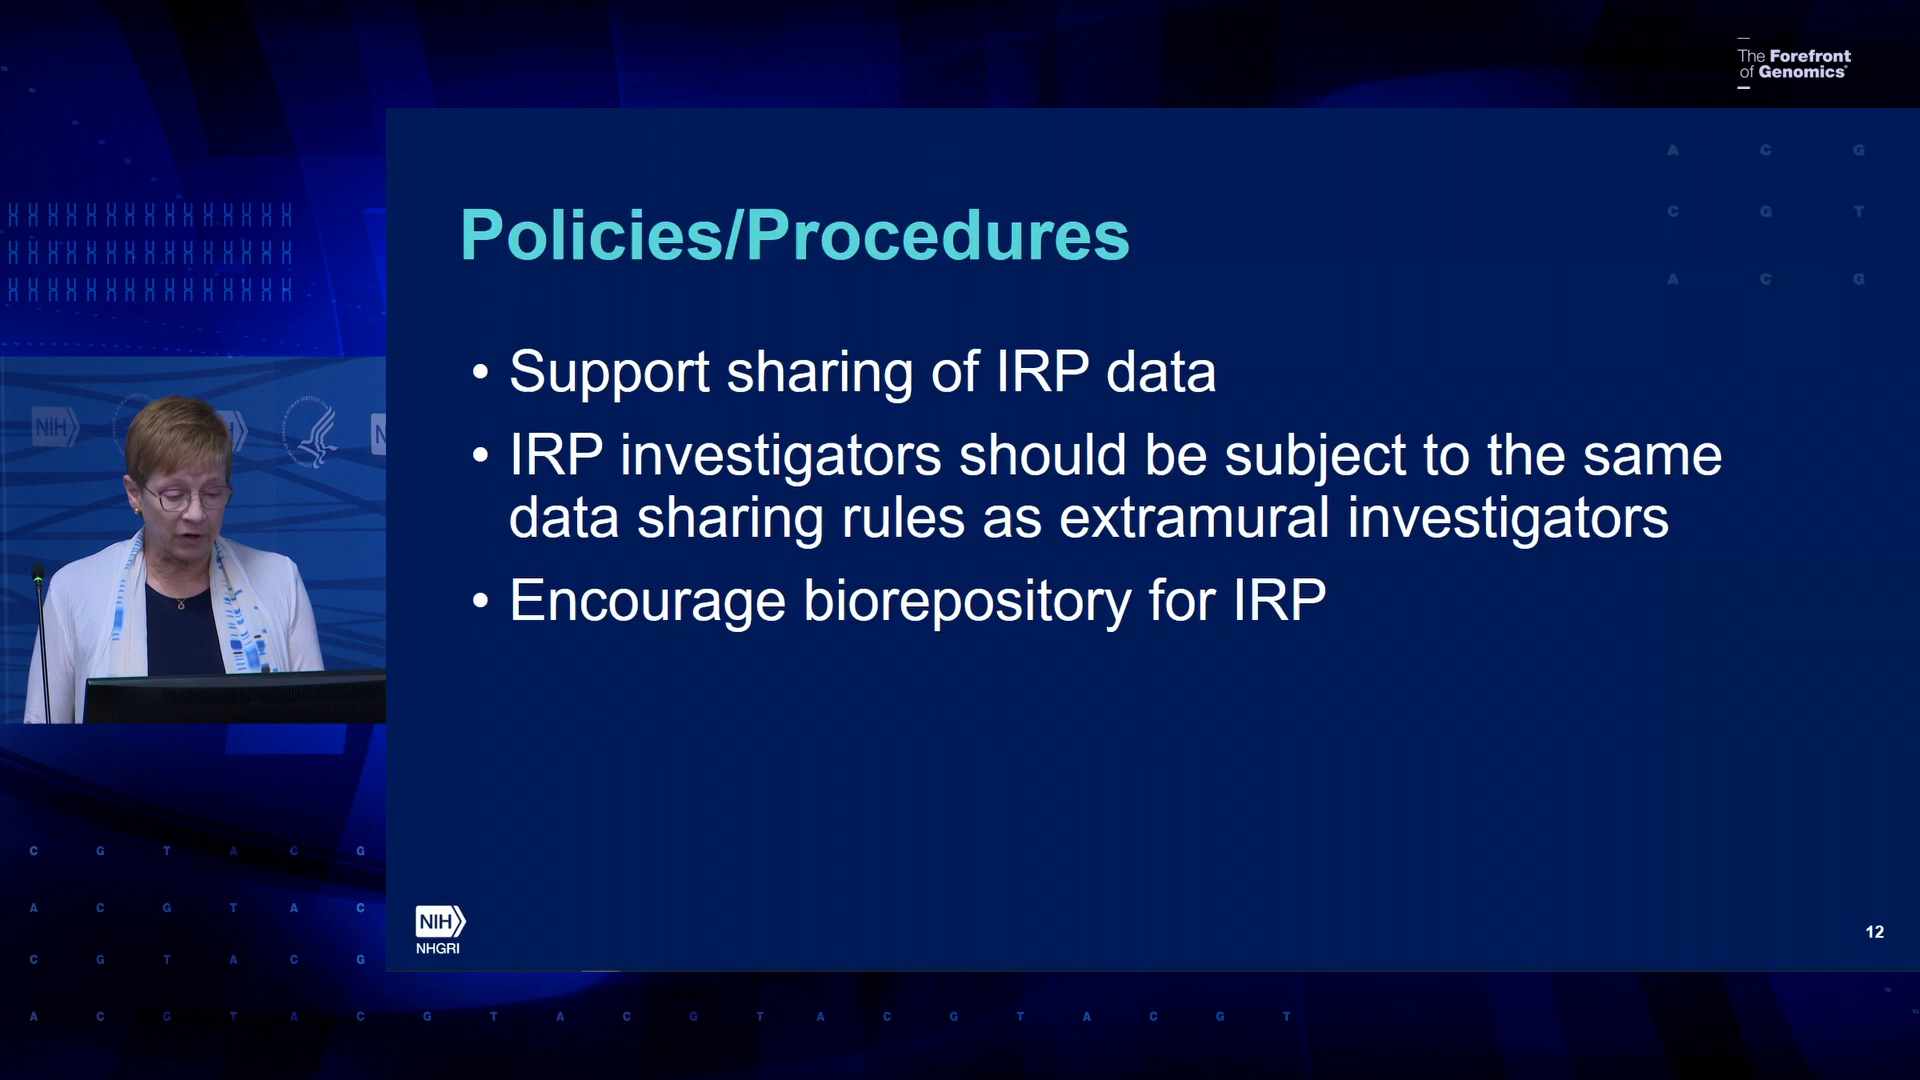 The Forefront
of Genomics®
A C G
C G T
A C G
Policies/Procedures
• Support sharing of IRP data
• IRP investigators should be subject to the same
data sharing rules as extramural investigators
• Encourage biorepository for IRP
NIH
C G T A C G
A C G T A C
C G T A C G
NIH
NHGRI
12
A C G T A C G T A C G T A C G T A C G T